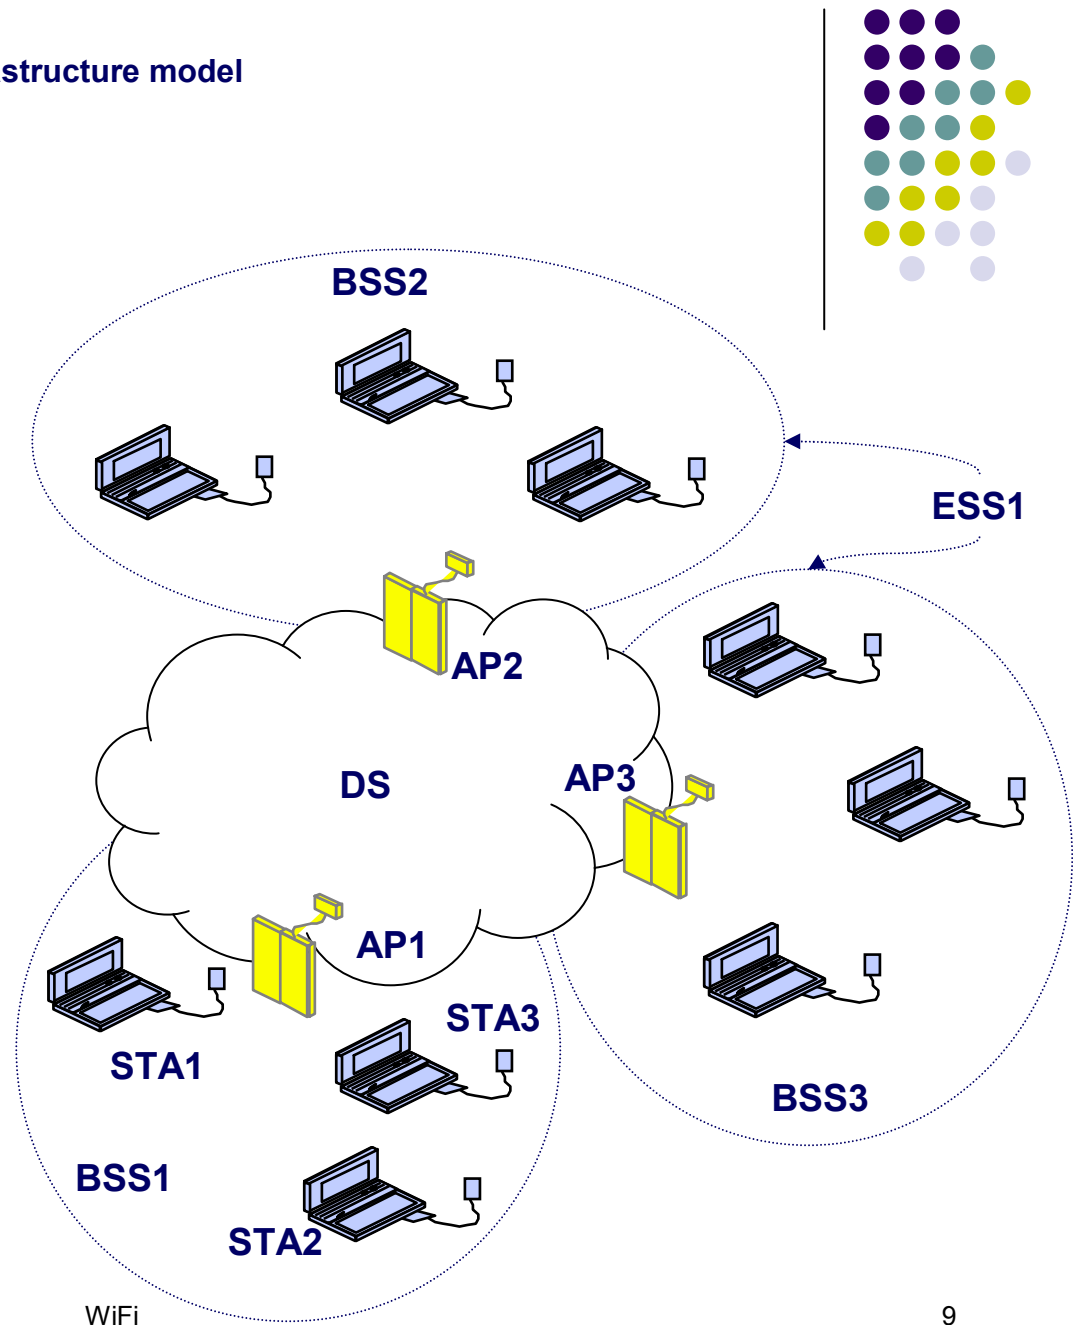 structure model
BSS2
ESS1
AP2
DS
AP3
AP1
STA3
STA1
BSS3
BSS1
STA2
WiFi
9